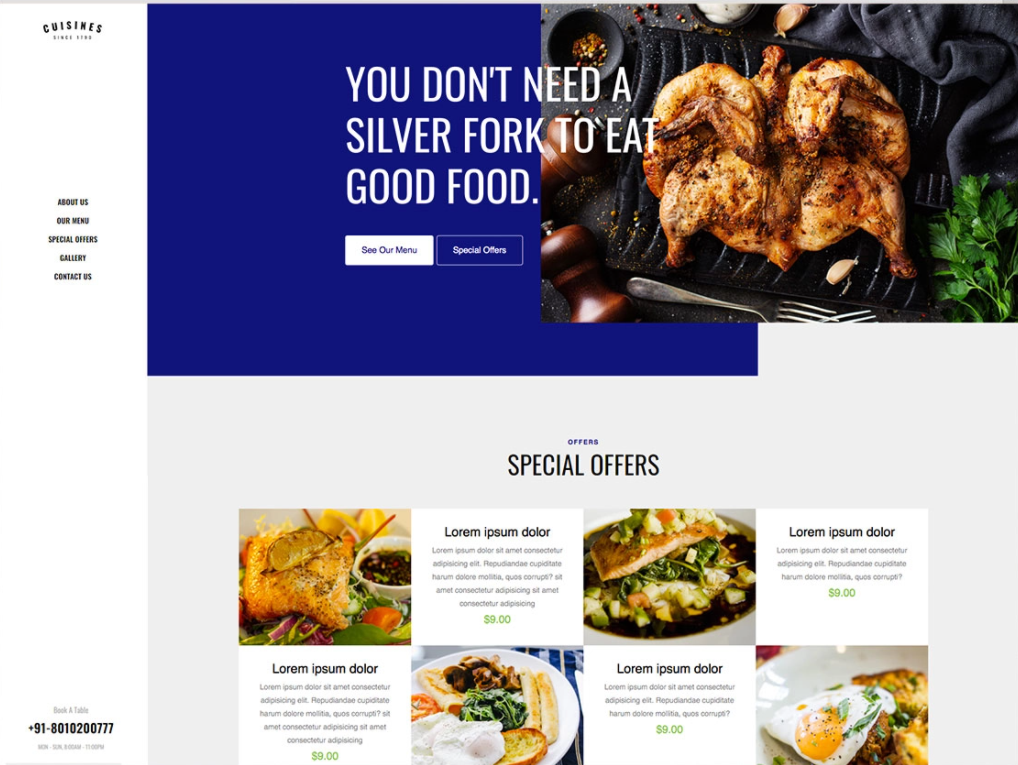 CUISINES
SINCE 1780
ABOUT US
OUR MENU
SPECIAL OFFERS
GALLERY
CONTACT US
Book A Table
+91-8010200777
MON - SUN, 8:00AM - 11:00PM
YOU DON'T NEED A
SILVER FORK TO`EAT
GOOD FOOD.
See Our Menu
Special Offers
OFFERS
SPECIAL OFFERS
Lorem ipsum dolor
Lorem ipsum dolor sit amet consectetur
adipisicing elit. Repudiandae cupiditate
harum dolore mollitia, quos corrupti? sit
amet consectetur adipisicing elit
consectetur adipisicing
$9.00
Lorem ipsum dolor
Lorem ipsum dolor sit amet consectetur
adipisicing elit. Repudiandae cupiditate
harum dolore mollitia, quos corrupti?
$9.00
Lorem ipsum dolor
Lorem ipsum dolor sit amet consectetur
adipisicing elit. Repudiandae cupiditate
harum dolore mollitia, quos corrupti? sit
amet consectetur adipisicing elit
consectetur adipisicing
$9.00
Lorem ipsum dolor
Lorem ipsum dolor sit amet consectetur
adipisicing elit. Repudiandae cupiditate
harum dolore mollitia, quos corrupti?
$9.00